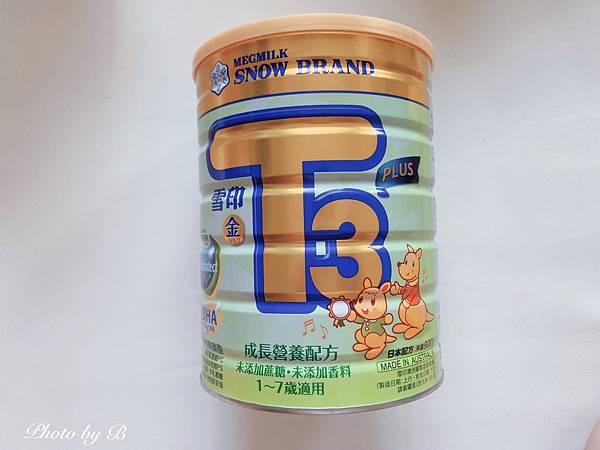 MEGMILK
SNOW BRAND
T3
PLUS
雪印
金
GOLD
DHA
成長營養配方
未添加蔗糖・未添加香料
1~7歲適用
日本配方
MADE IN AUSTRALIA
Photo by B